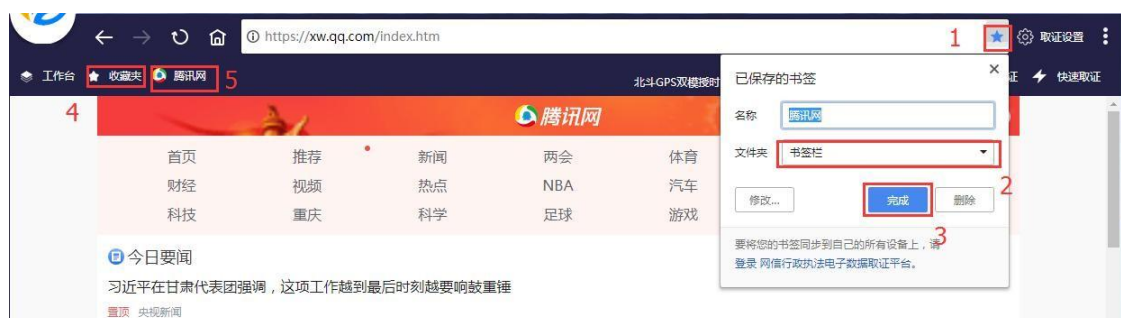 https://xw.qq.com/index.htm
1
取证设置
工作台
收藏夹
腾讯网
5
北斗GPS双模授时
证
快速取证
4
腾讯网
首页
推荐
新闻
两会
体育
财经
视频
热点
NBA
汽车
科技
重庆
科学
足球
游戏
今日要闻
习近平在甘肃代表团强调，这项工作越到最后时刻越要响鼓重锤
置顶 央视新闻
已保存的书签
名称 腾讯网
文件夹 书签栏
2
修改...
完成
删除
3
要将您的书签同步到自己的所有设备上，请
登录 网信行政执法电子数据取证平台。